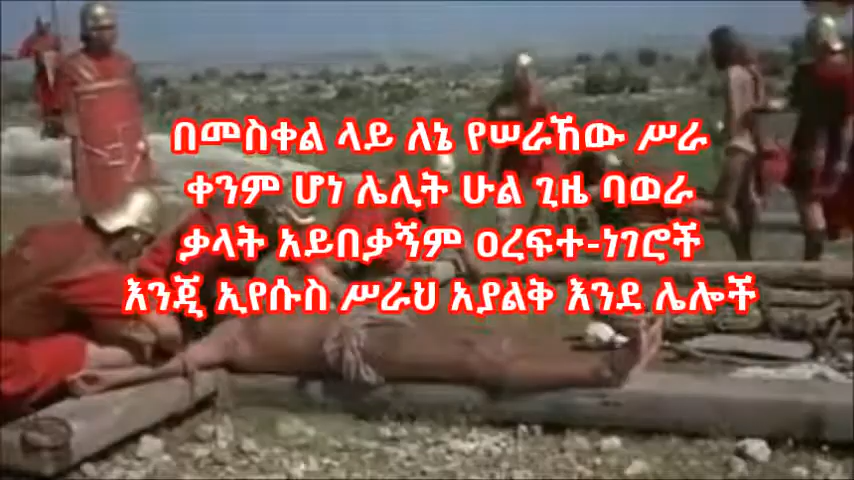 በመስቀል ላይ ለኔ የሠራኸው ሥራ
ቀንም ሆነ ሌሊት ሁል ጊዜ ባወራ
ቃላት አይበቃኝም ዐረፍተ-ነገሮች
እንጂ ኢየሱስ ሥራህ አያልቅ እንደ ሌሎች